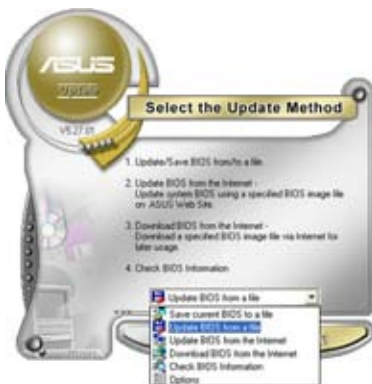 ASUS
Update
V6.27.01
Select the Update Method
1. Update/Save BIOS from/to a file
2. Update BIOS from the Internet -
Update system BIOS using a specified BIOS image file
on ASUS Web Site.
3. Download BIOS from the Internet -
Download a specified BIOS image file via Internet for
later usage.
4. Check BIOS Information
Update BIOS from a file
Save current BIOS to a file
Update BIOS from a file
Update BIOS from the Internet
Download BIOS from the Internet
Check BIOS Information
Options